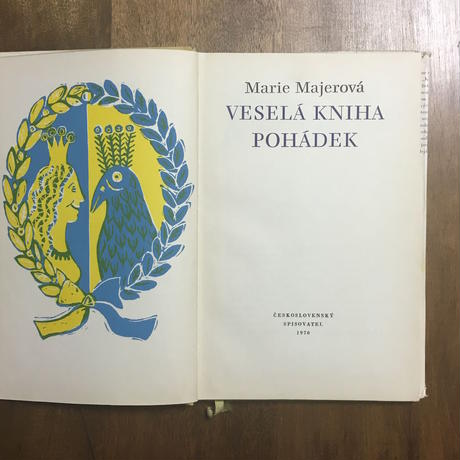 Marie Majerová
VESELÁ KNIHA
POHÁDEK
ČESKOSLOVENSKÝ
SPISOVATEL
1970